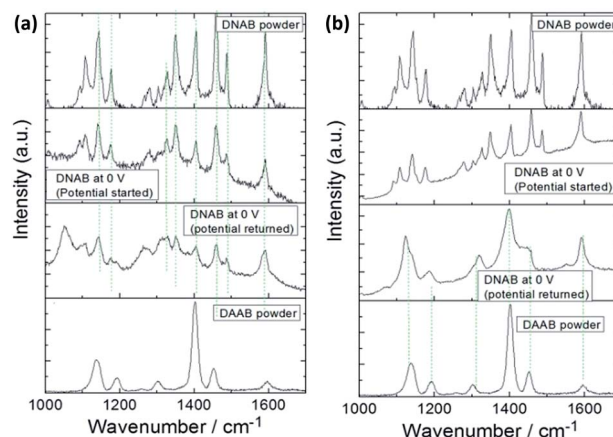 (a)
DNAB powder
DNAB at 0 V
(Potential started)
DNAB at 0 V
(potential returned)
DAAB powder
Intensity (a.u.)
1000 1200 1400 1600
Wavenumber / cm⁻¹
(b)
DNAB powder
DNAB at 0 V
(Potential started)
DNAB at 0 V
(potential returned)
DAAB powder
Intensity (a.u.)
1000 1200 1400 1600
Wavenumber / cm⁻¹